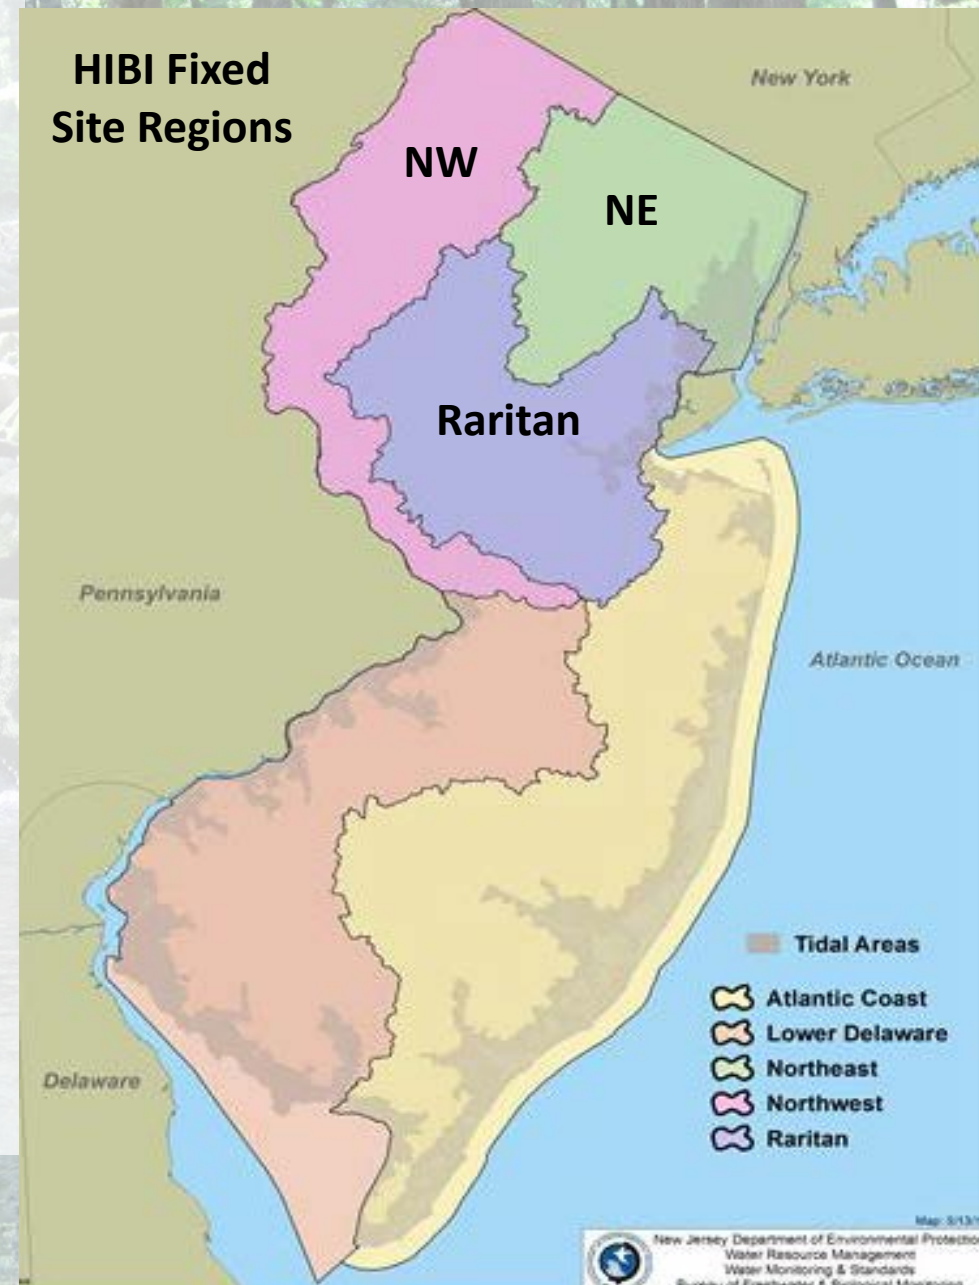 HIBI Fixed
Site Regions
New York
NW
NE
Raritan
Pennsylvania
Atlantic Ocean
Tidal Areas
Atlantic Coast
Lower Delaware
Northeast
Northwest
Raritan
Delaware
New Jersey Department of Environmental Protection
Water Resource Management
Water Monitoring & Standards